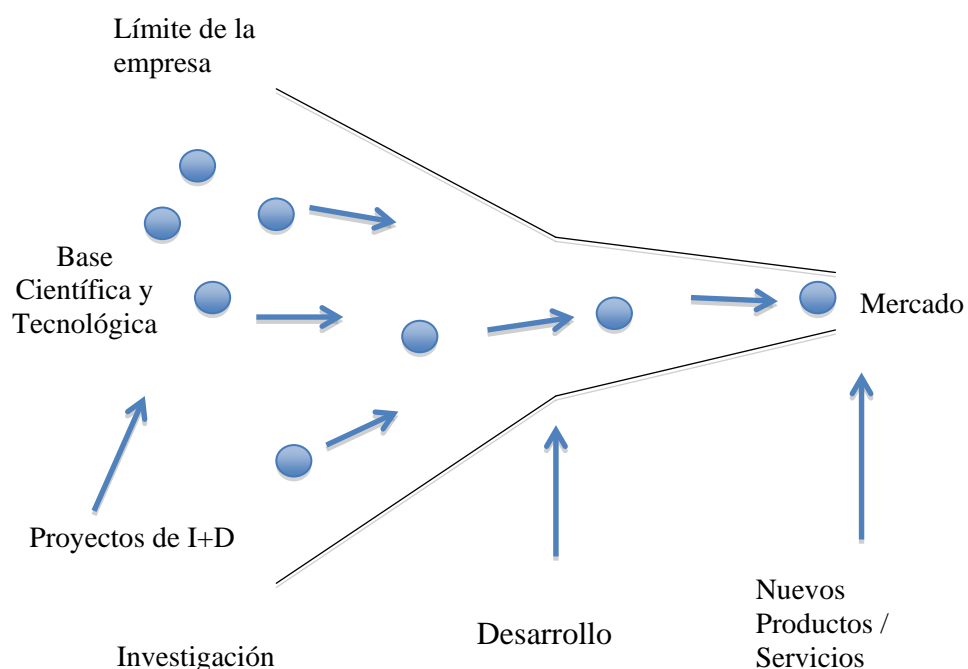 Límite de la
empresa
Base
Científica y
Tecnológica
Mercado
Proyectos de I+D
Investigación
Desarrollo
Nuevos
Productos /
Servicios